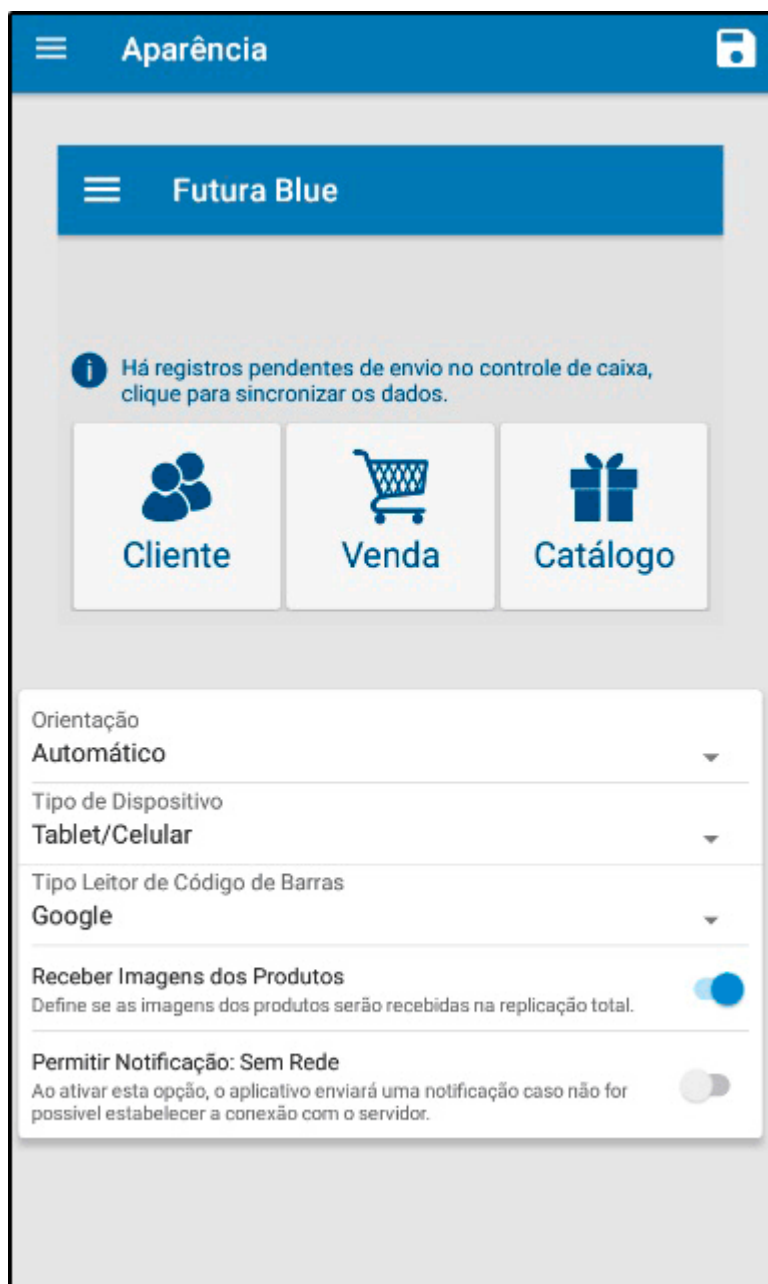 Aparência
Futura Blue
Há registros pendentes de envio no controle de caixa,
clique para sincronizar os dados.
Cliente
Venda
Catálogo
Orientação
Automático
Tipo de Dispositivo
Tablet/Celular
Tipo Leitor de Código de Barras
Google
Receber Imagens dos Produtos
Define se as imagens dos produtos serão recebidas na replicação total.
Permitir Notificação: Sem Rede
Ao ativar esta opção, o aplicativo enviará uma notificação caso não for
possível estabelecer a conexão com o servidor.